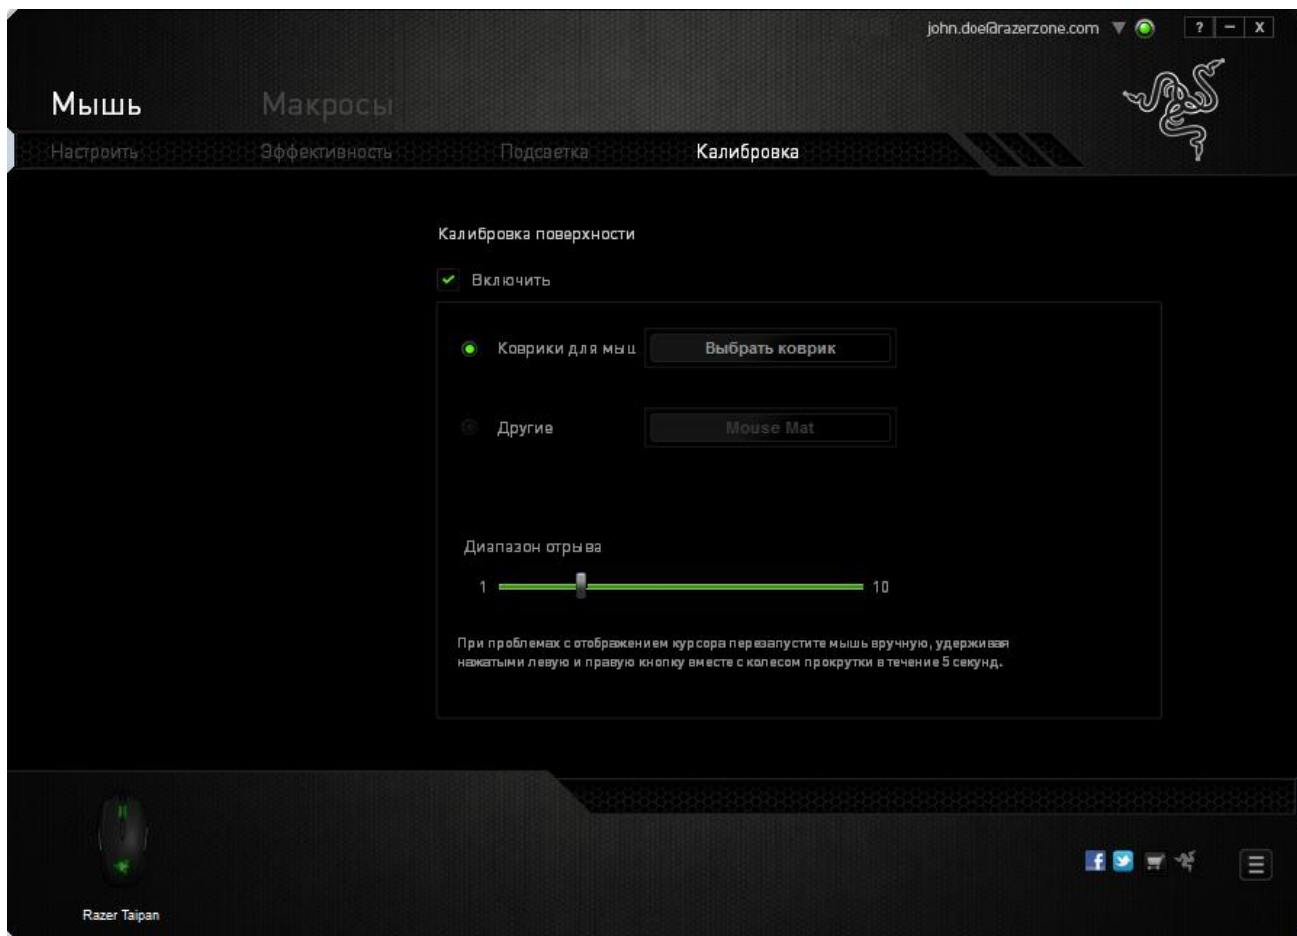 john.doe@razerzone.com
? – X
Мышь
Макросы
Настроить
Эффективность
Подсветка
Калибровка
Калибровка поверхности
Включить
Коврики для мыш
Выбрать коврик
Другие
Mouse Mat
Диапазон отрыва
1
10
При проблемах с отображением курсора перезапустите мышь вручную, удерживая
нажатыми левую и правую кнопку вместе с колесом прокрутки в течение 5 секунд.
f
Razer Taipan